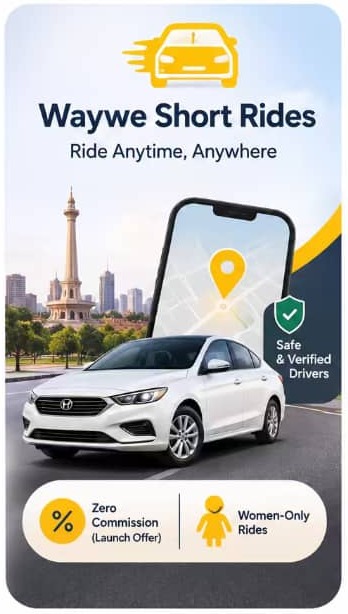 Waywe Short Rides
Ride Anytime, Anywhere
Safe
& Verified
Drivers
%
Zero
Commission
(Launch Offer)
Women-Only
Rides